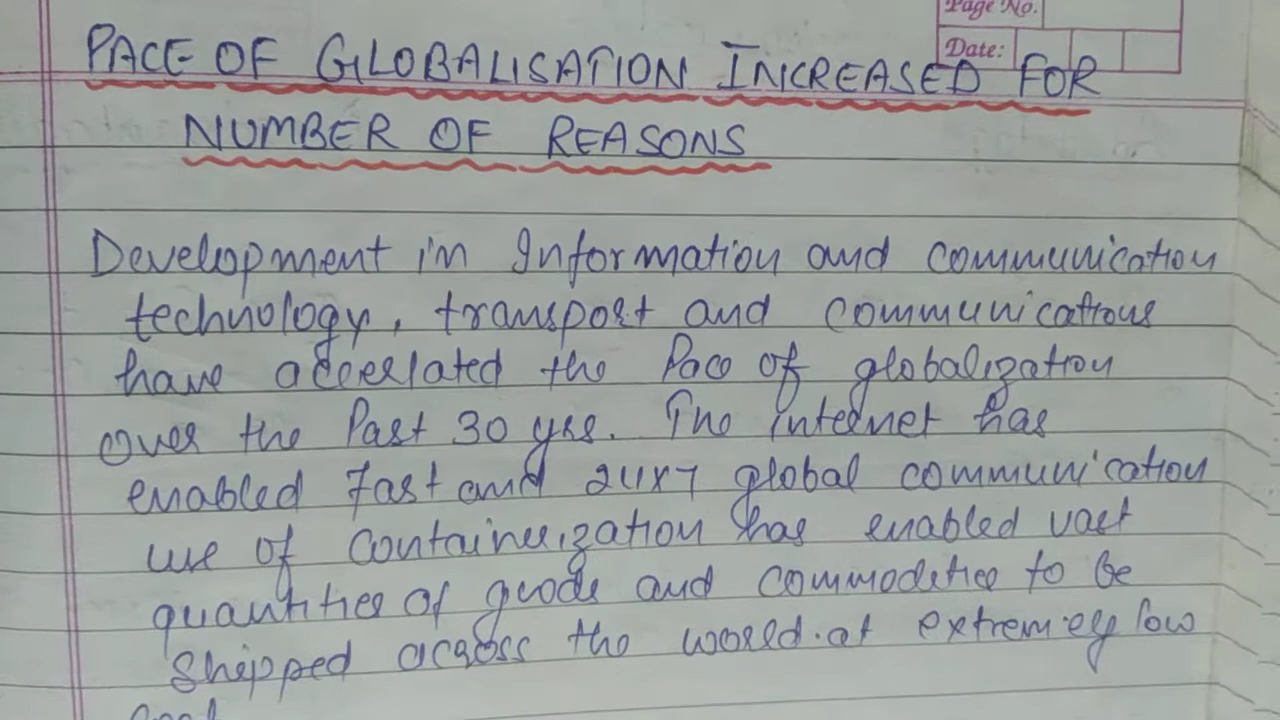 Page No.
Date:
PACE OF GLOBALISATION INCREASED FOR
NUMBER OF REASONS
Development in Information and communication
technology, transport and communications
have accerlated the Pace of globalization
over the Past 30 yrs. The internet has
enabled fast and 24x7 global communication
use of containerization has enabled vast
quantities of goods and commodities to be
shipped across the world.at extremely low